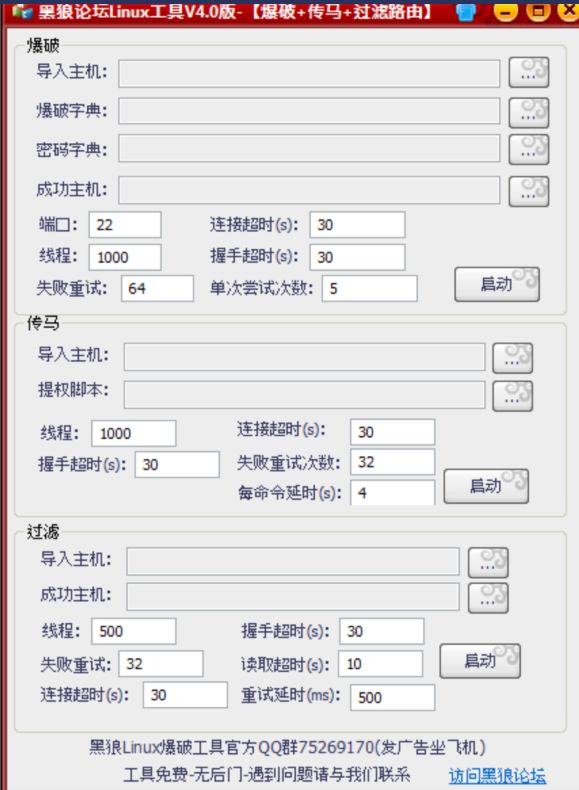 黑狼论坛Linux工具V4.0版-【爆破+传马+过滤路由】
爆破
导入主机: ...
爆破字典: ...
密码字典: ...
成功主机: ...
端口: 22 连接超时(s): 30
线程: 1000 握手超时(s): 30
失败重试: 64 单次尝试次数: 5 启动
传马
导入主机: ...
提权脚本: ...
线程: 1000 连接超时(s): 30
握手超时(s): 30 失败重试次数: 32
每命令延时(s): 4 启动
过滤
导入主机: ...
成功主机: ...
线程: 500 握手超时(s): 30
失败重试: 32 读取超时(s): 10 启动
连接超时(s): 30 重试延时(ms): 500
黑狼Linux爆破工具官方QQ群75269170(发广告坐飞机)
工具免费-无后门-遇到问题请与我们联系 访问黑狼论坛